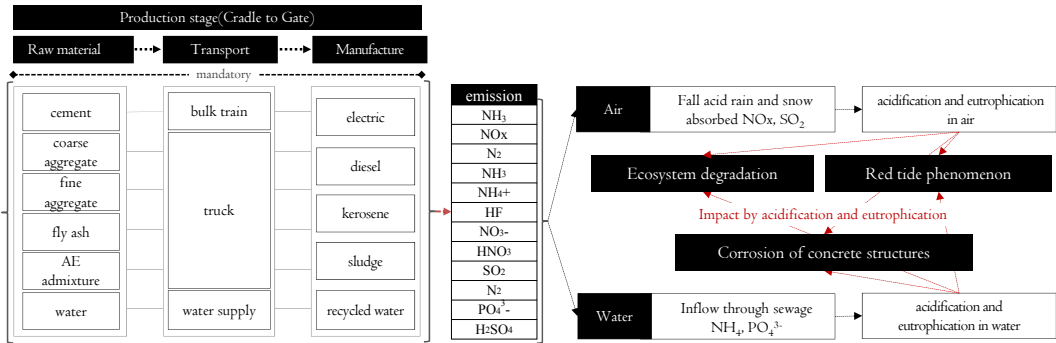 Production stage(Cradle to Gate)
Raw material
Transport
Manufacture
mandatory
cement
coarse
aggregate
fine
aggregate
fly ash
AE
admixture
water
bulk train
truck
water supply
electric
diesel
kerosene
sludge
recycled water
emission
NH3
NOx
N2
NH3
NH4+
HF
NO3-
HNO3
SO2
N2
PO4³-
H2SO4
Air
Fall acid rain and snow
absorbed NOx, SO2
acidification and eutrophication
in air
Ecosystem degradation
Red tide phenomenon
Impact by acidification and eutrophication
Corrosion of concrete structures
Water
Inflow through sewage
NH4, PO4³⁻
acidification and
eutrophication in water